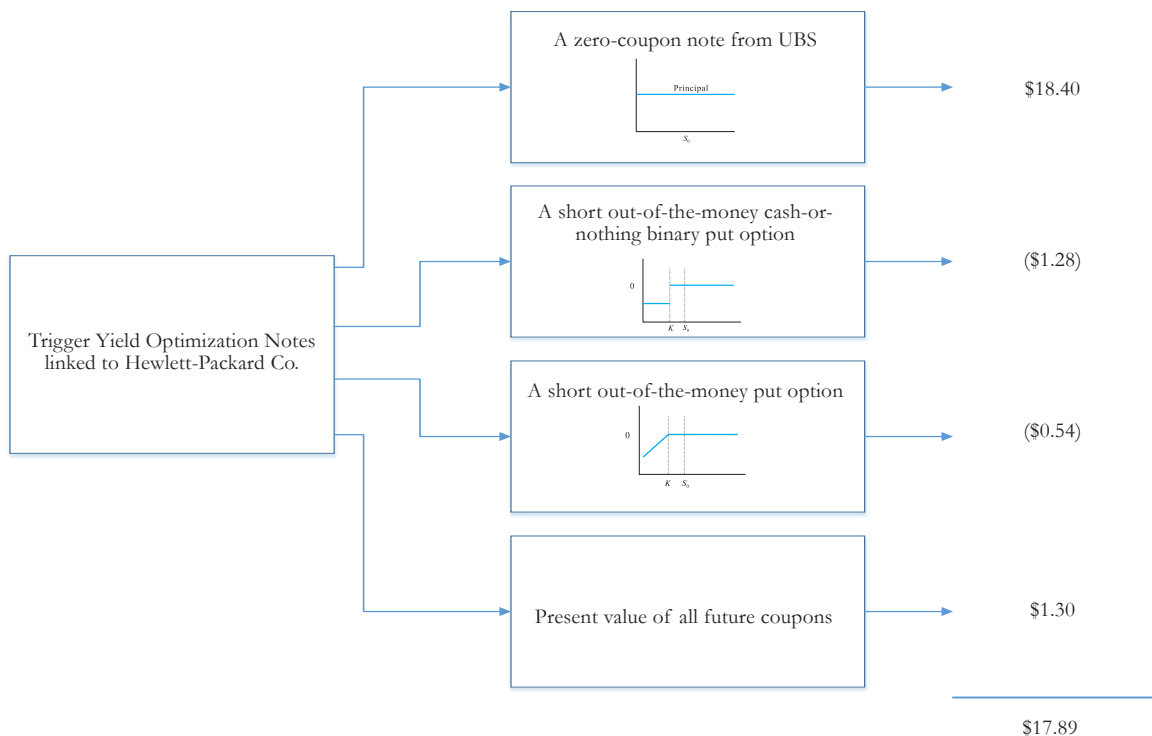 Trigger Yield Optimization Notes
linked to Hewlett-Packard Co.
A zero-coupon note from UBS
Principal
S₀
$18.40
A short out-of-the-money cash-or-
nothing binary put option
0
K S₀
($1.28)
A short out-of-the-money put option
0
K S₀
($0.54)
Present value of all future coupons
$1.30
$17.89